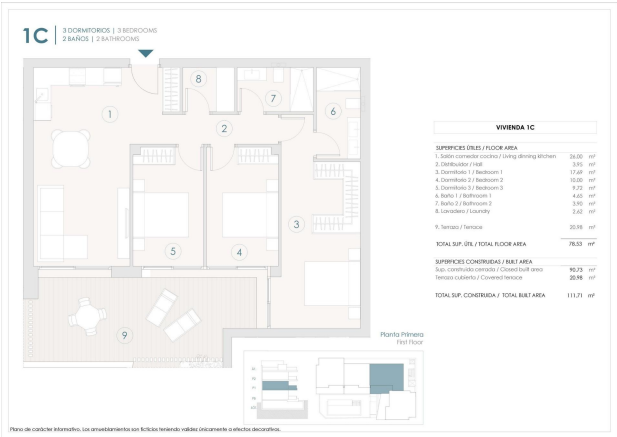 1C
3 DORMITORIOS | 3 BEDROOMS
2 BAÑOS | 2 BATHROOMS
8
7
1
6
2
3
5
4
9
VIVIENDA 1C
SUPERFICIES ÚTILES / FLOOR AREA
1. Salón comedor cocina / Living dinning kitchen 26,00 m²
2. Distribuidor / Hall 3,95 m²
3. Dormitorio 1 / Bedroom 1 17,69 m²
4. Dormitorio 2 / Bedroom 2 10,00 m²
5. Dormitorio 3 / Bedroom 3 9,72 m²
6. Baño 1 / Bathroom 1 4,65 m²
7. Baño 2 / Bathroom 2 3,90 m²
8. Lavadero / Laundry 2,62 m²
9. Terraza / Terrace 20,98 m²
TOTAL SUP. ÚTIL / TOTAL FLOOR AREA 78,53 m²
SUPERFICIES CONSTRUIDAS / BUILT AREA
Sup. construida cerrada / Closed built area 90,73 m²
Terraza cubierta / Covered terrace 20,98 m²
TOTAL SUP. CONSTRUIDA / TOTAL BUILT AREA 111,71 m²
Planta Primera
First Floor
Plano de carácter informativo. Los amueblamientos son ficticios teniendo validez únicamente a efectos decorativos.